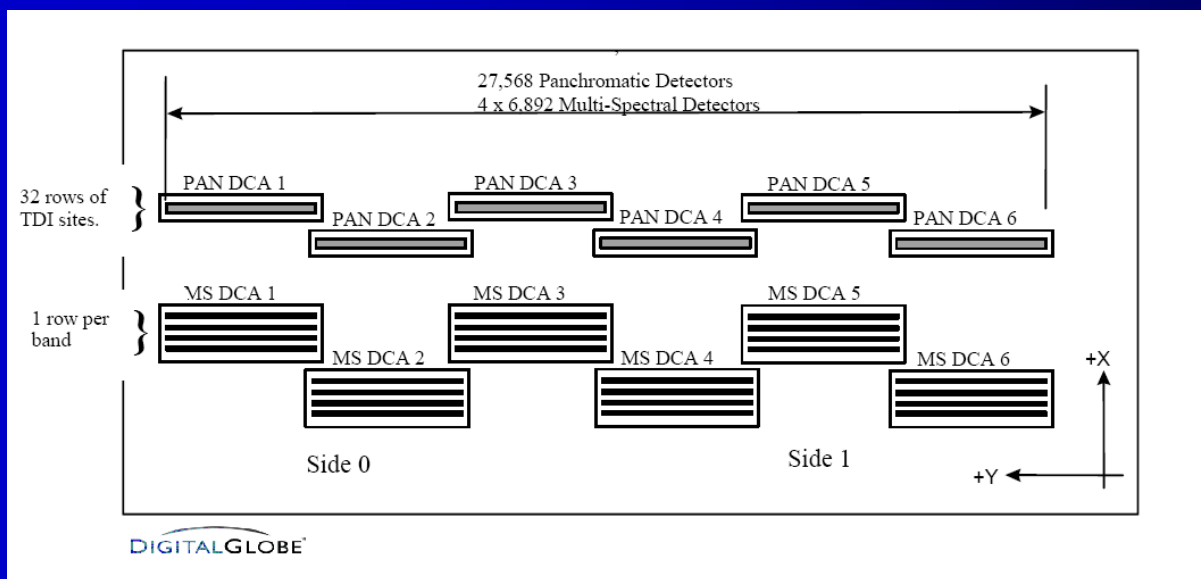 27,568 Panchromatic Detectors
4 x 6,892 Multi-Spectral Detectors
32 rows of
TDI sites.
PAN DCA 1
PAN DCA 2
PAN DCA 3
PAN DCA 4
PAN DCA 5
PAN DCA 6
1 row per
band
MS DCA 1
MS DCA 2
MS DCA 3
MS DCA 4
MS DCA 5
MS DCA 6
+X
+Y
Side 0
Side 1
DIGITALGLOBE